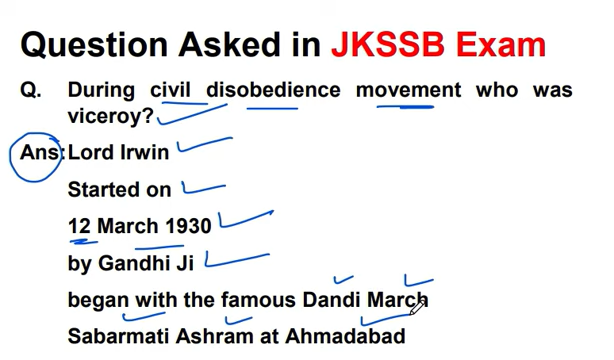 Question Asked in JKSSB Exam
Q. During civil disobedience movement who was
viceroy?
Ans: Lord Irwin
Started on
12 March 1930
by Gandhi Ji
began with the famous Dandi March
Sabarmati Ashram at Ahmadabad